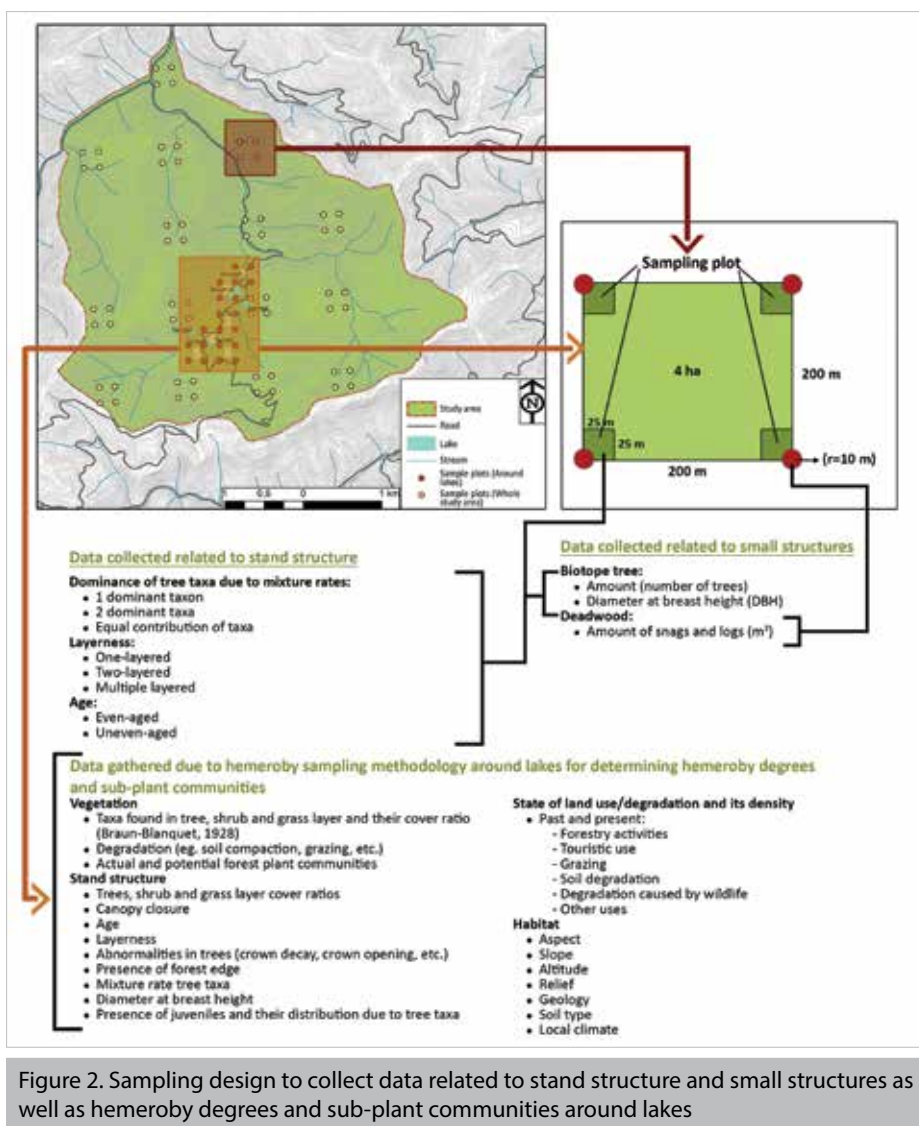 Study area
Road
Lake
Stream
Sample plots (Around lakes)
Sample plots (Whole study area)
N
0,5
0
1 km
Sampling plot
4 ha
200 m
25 m
25 m
200 m
(r=10 m)
Data collected related to stand structure
Dominance of tree taxa due to mixture rates:
• 1 dominant taxon
• 2 dominant taxa
• Equal contribution of taxa
Layerness:
• One-layered
• Two-layered
• Multiple layered
Age:
• Even-aged
• Uneven-aged
Data collected related to small structures
Biotope tree:
• Amount (number of trees)
• Diameter at breast height (DBH)
Deadwood:
• Amount of snags and logs (m³)
Data gathered due to hemeroby sampling methodology around lakes for determining hemeroby degrees
and sub-plant communities
Vegetation
• Taxa found in tree, shrub and grass layer and their cover ratio
(Braun-Blanquet, 1928)
• Degradation (eg. soil compaction, grazing, etc.)
• Actual and potential forest plant communities
Stand structure
• Trees, shrub and grass layer cover ratios
• Canopy closure
• Age
• Layerness
• Abnormalities in trees (crown decay, crown opening, etc.)
• Presence of forest edge
• Mixture rate tree taxa
• Diameter at breast height
• Presence of juveniles and their distribution due to tree taxa
State of land use/degradation and its density
• Past and present:
- Forestry activities
- Touristic use
- Grazing
- Soil degradation
- Degradation caused by wildlife
- Other uses
Habitat
• Aspect
• Slope
• Altitude
• Relief
• Geology
• Soil type
• Local climate
Figure 2. Sampling design to collect data related to stand structure and small structures as
well as hemeroby degrees and sub-plant communities around lakes